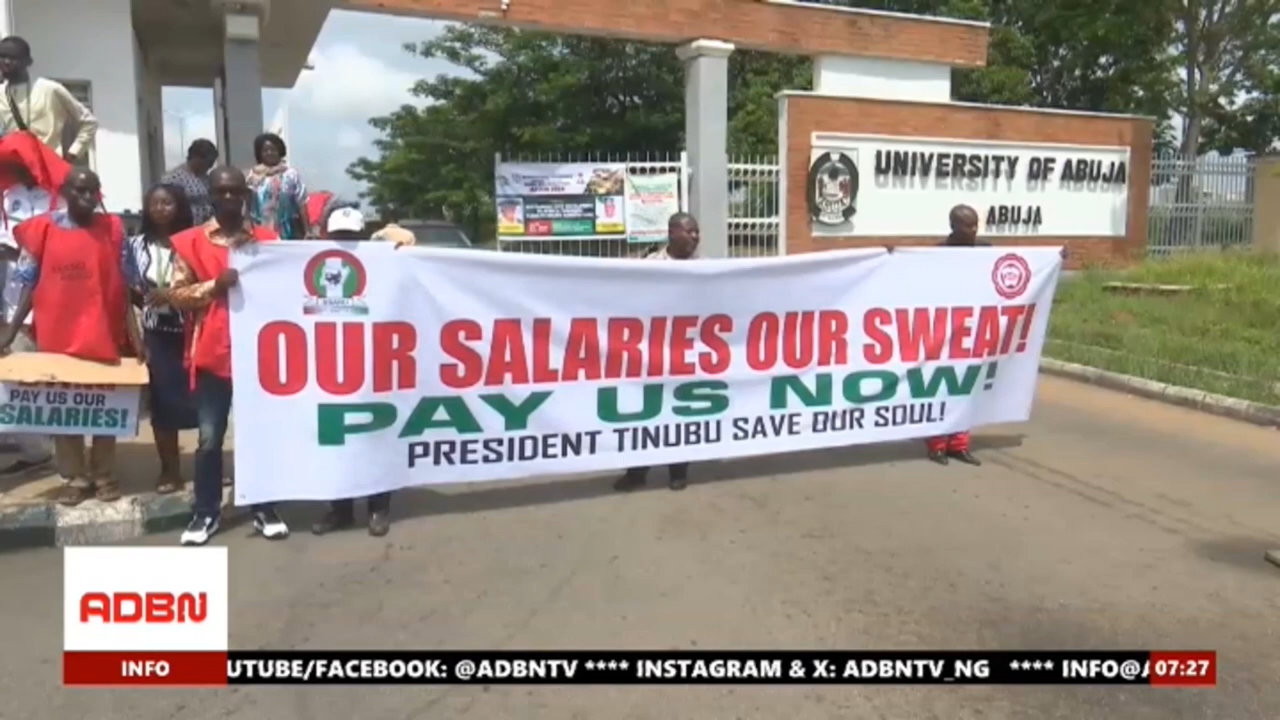 UNIVERSITY OF ABUJA
ABUJA
OUR SALARIES OUR SWEAT!
PAY US NOW!
PRESIDENT TINUBU SAVE OUR SOUL!
PAY US OUR
SALARIES!
ADBN
INFO
UTUBE/FACEBOOK: @ADBNTV **** INSTAGRAM & X: ADBNTV_NG **** INFO@
07:27